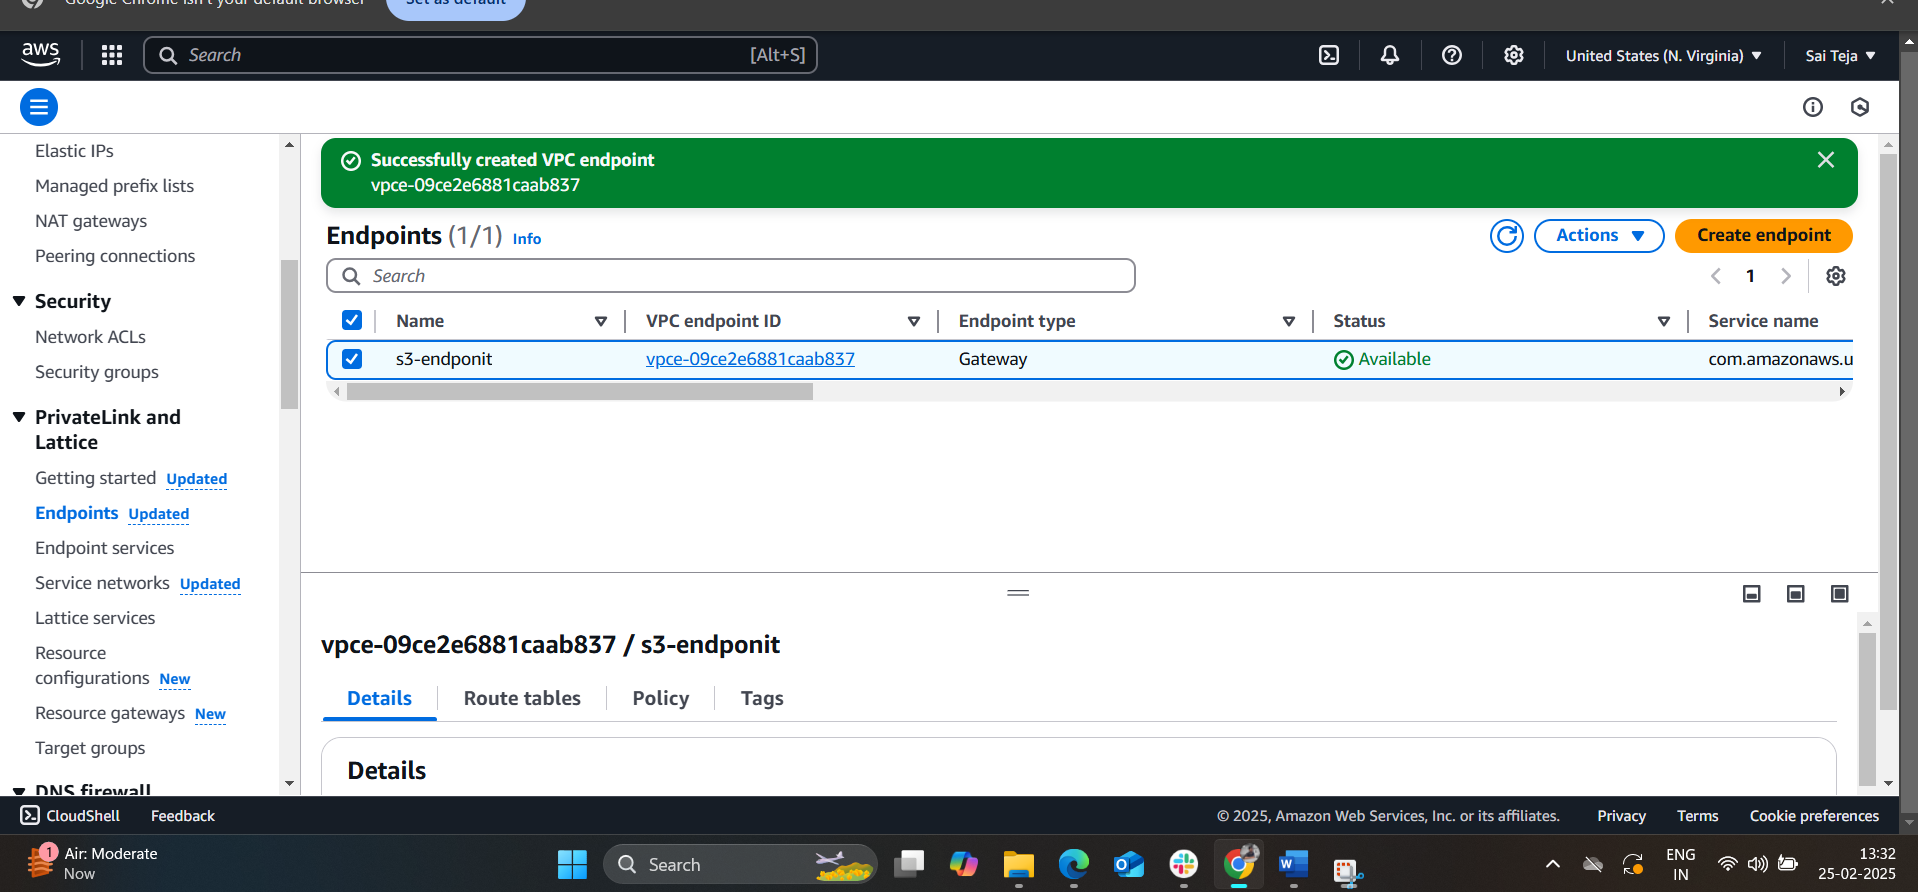 Google Chrome isn't your default browser
Set as default
aws
Search
[Alt+S]
United States (N. Virginia)
Sai Teja
Elastic IPs
Managed prefix lists
NAT gateways
Peering connections
Security
Network ACLs
Security groups
PrivateLink and
Lattice
Getting started Updated
Endpoints Updated
Endpoint services
Service networks Updated
Lattice services
Resource
configurations New
Resource gateways New
Target groups
DNS firewall
Successfully created VPC endpoint
vpce-09ce2e6881caab837
Endpoints (1/1) Info
Actions
Create endpoint
Search
1
Name VPC endpoint ID Endpoint type Status Service name
s3-endponit vpce-09ce2e6881caab837 Gateway Available com.amazonaws.u
vpce-09ce2e6881caab837 / s3-endponit
Details Route tables Policy Tags
Details
CloudShell Feedback
© 2025, Amazon Web Services, Inc. or its affiliates. Privacy Terms Cookie preferences
1
Air: Moderate
Now
Search
ENG
IN
13:32
25-02-2025